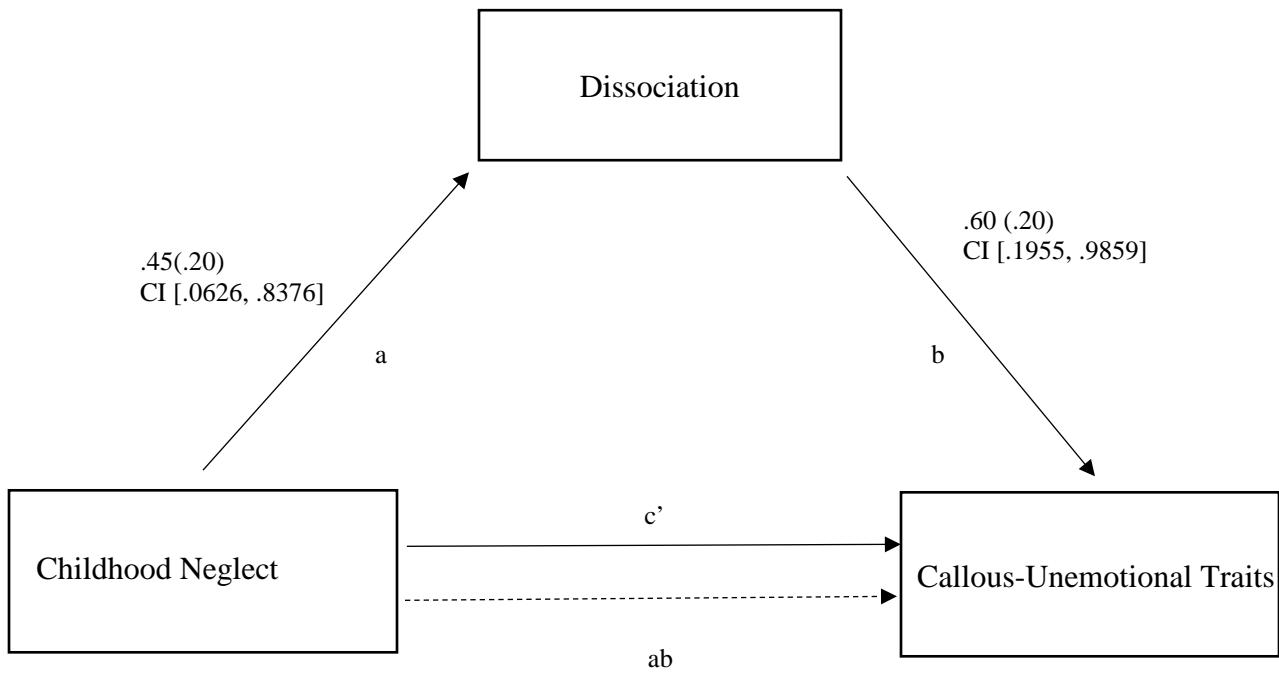 Dissociation
.60 (.20)
CI [.1955, .9859]
.45(.20)
CI [.0626, .8376]
a
b
c’
Childhood Neglect
Callous-Unemotional Traits
ab